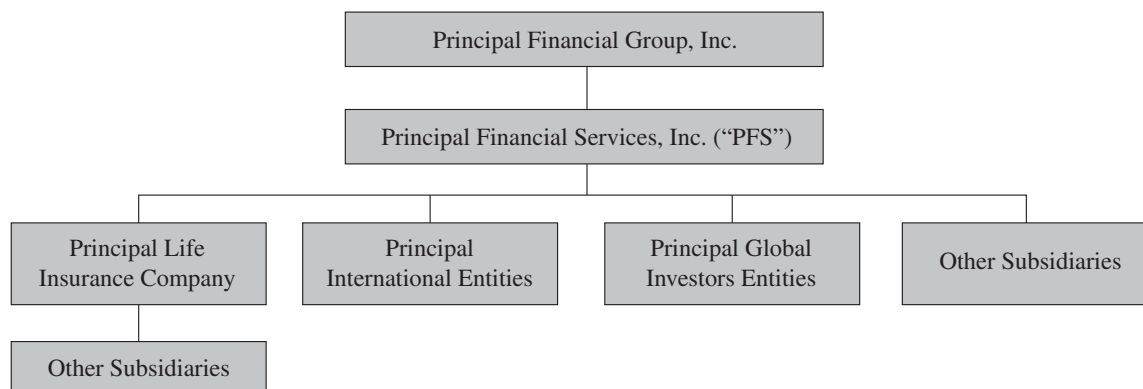 Principal Financial Group, Inc.
Principal Financial Services, Inc. (“PFS”)
Principal Life
Insurance Company
Principal
International Entities
Principal Global
Investors Entities
Other Subsidiaries
Other Subsidiaries